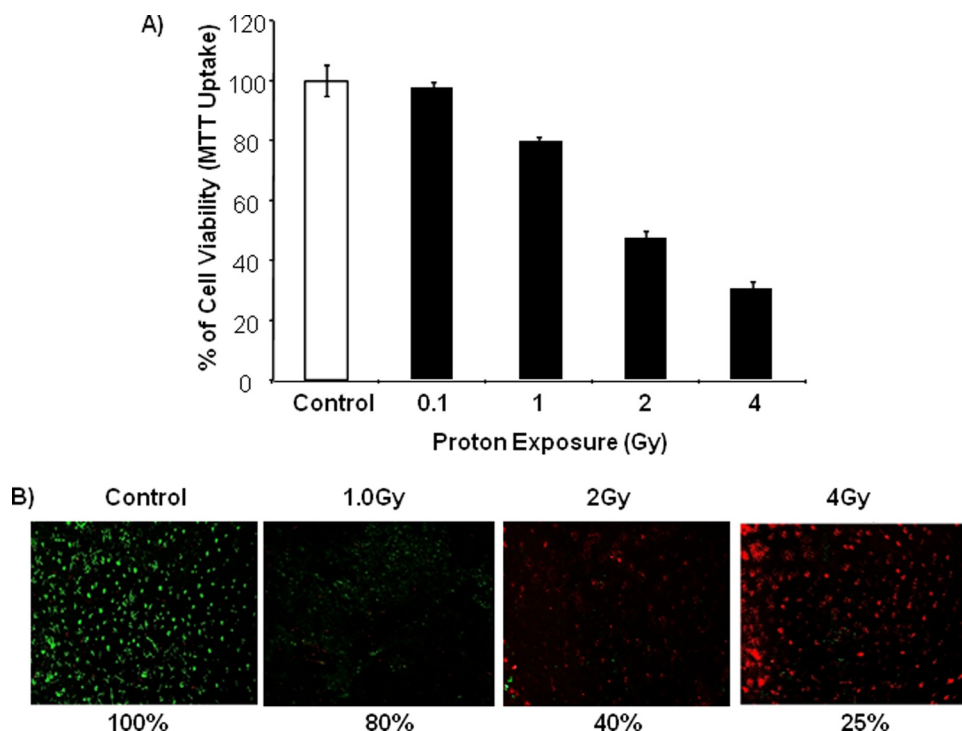 A)
% of Cell Viability (MTT Uptake)
120
100
80
60
40
20
0
Control 0.1 1 2 4
Proton Exposure (Gy)
B) Control 1.0Gy 2Gy 4Gy
100% 80% 40% 25%